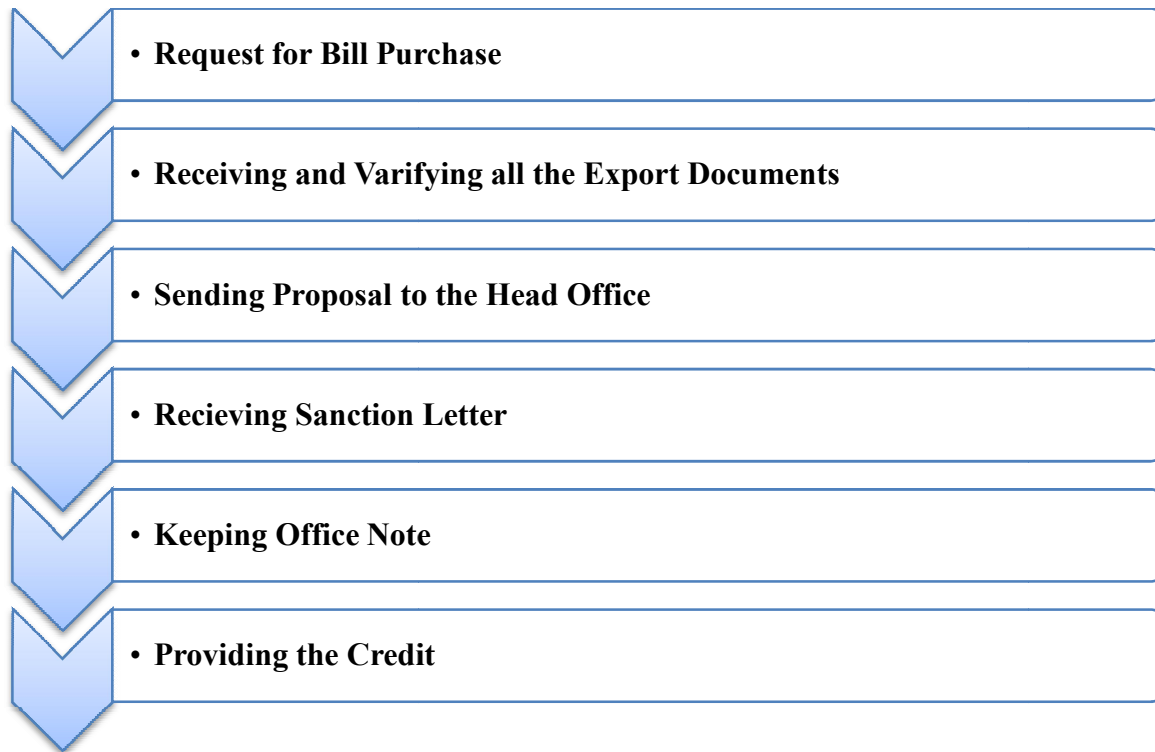 • Request for Bill Purchase
• Receiving and Varifying all the Export Documents
• Sending Proposal to the Head Office
• Recieving Sanction Letter
• Keeping Office Note
• Providing the Credit